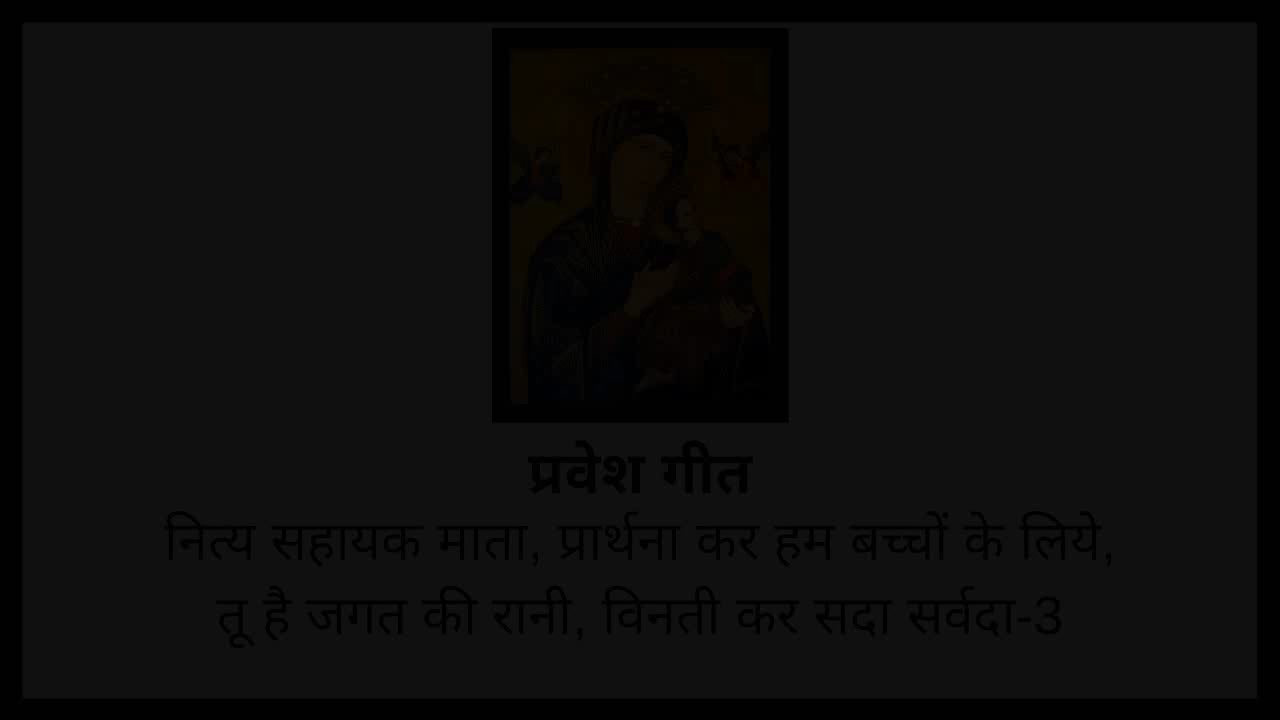 प्रवेश गीत
नित्य सहायक माता, प्रार्थना कर हम बच्चों के लिये,
तू है जगत की रानी, विनती कर सदा सर्वदा-3